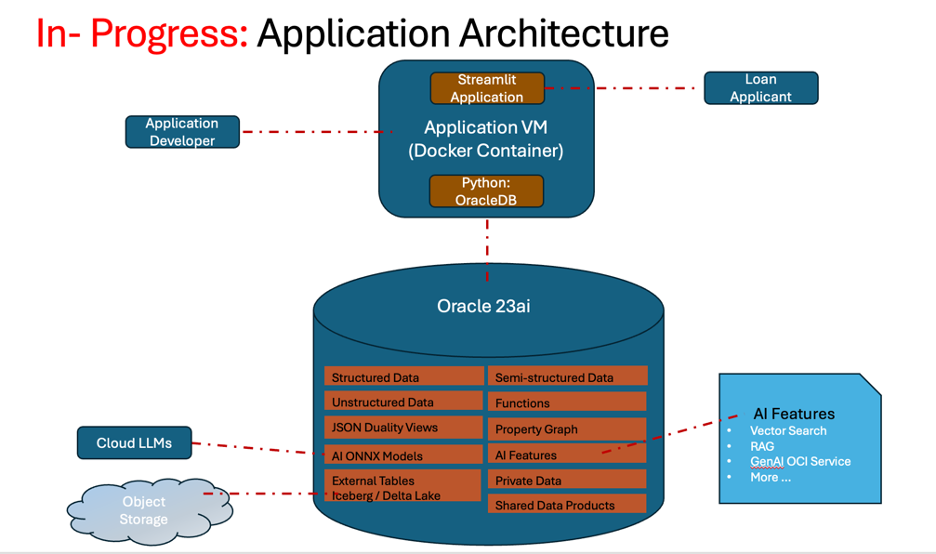 In- Progress: Application Architecture
Streamlit
Application
Loan
Applicant
Application
Developer
Application VM
(Docker Container)
Python:
OracleDB
Oracle 23ai
Structured Data
Semi-structured Data
Unstructured Data
Functions
JSON Duality Views
Property Graph
AI ONNX Models
AI Features
External Tables
Iceberg / Delta Lake
Private Data
Shared Data Products
Cloud LLMs
Object
Storage
AI Features
• Vector Search
• RAG
• GenAI OCI Service
• More ...